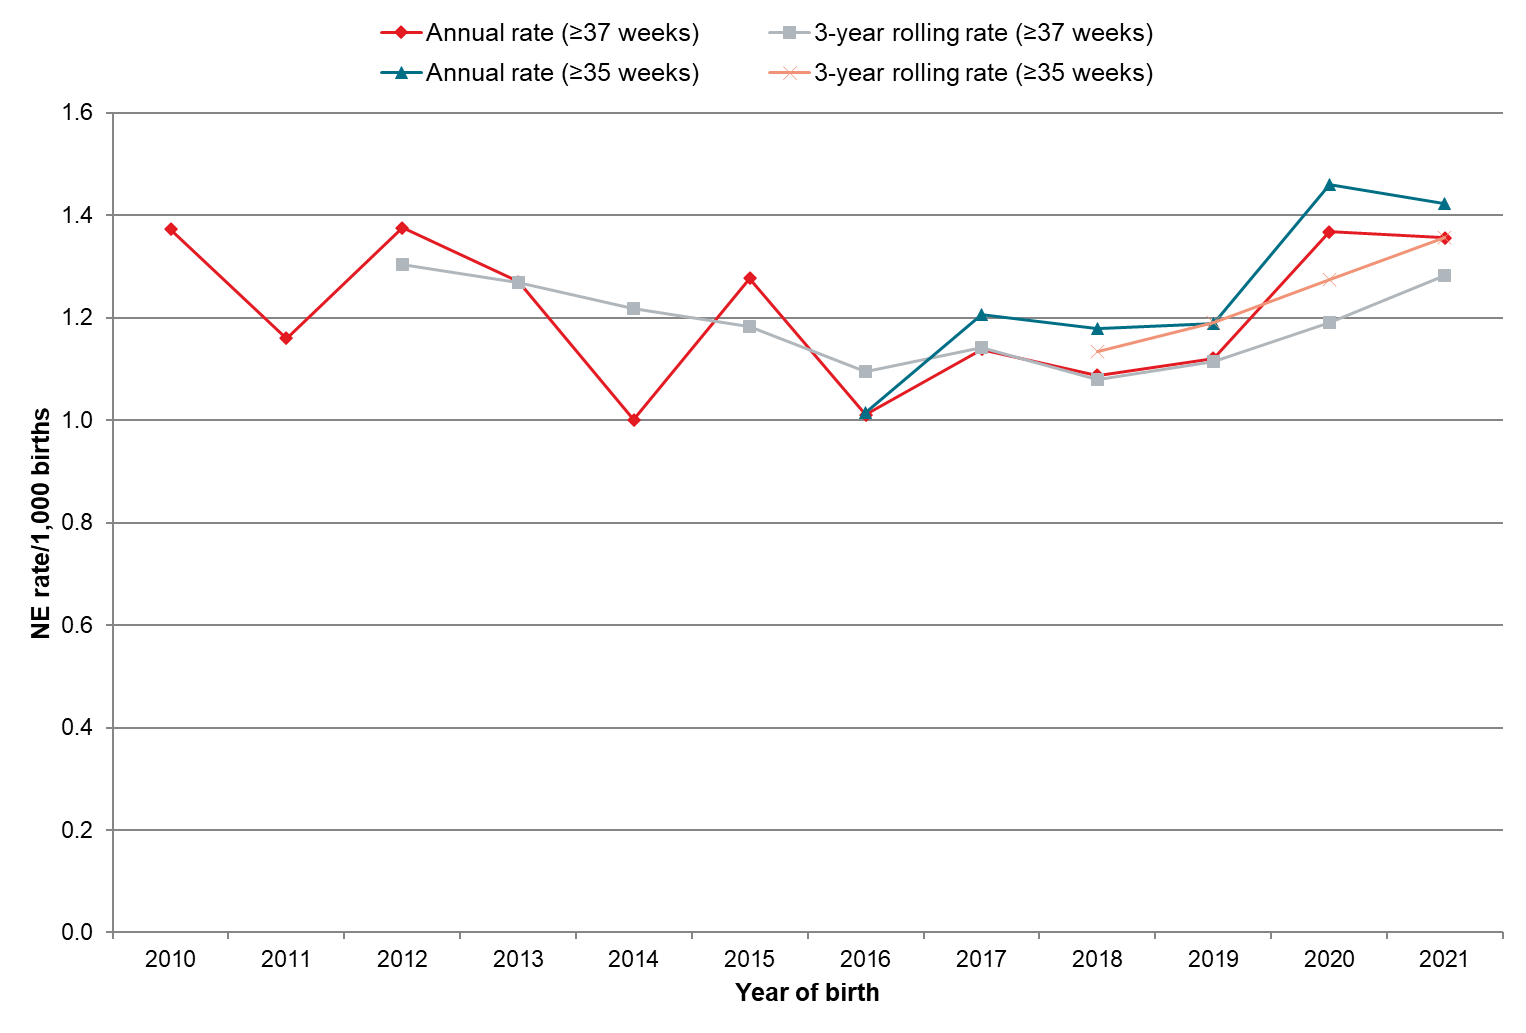 Annual rate (≥37 weeks) 3-year rolling rate (≥37 weeks)
Annual rate (≥35 weeks) 3-year rolling rate (≥35 weeks)
1.6
1.4
1.2
1.0
0.8
0.6
0.4
0.2
0.0
NE rate/1,000 births
2010 2011 2012 2013 2014 2015 2016 2017 2018 2019 2020 2021
Year of birth